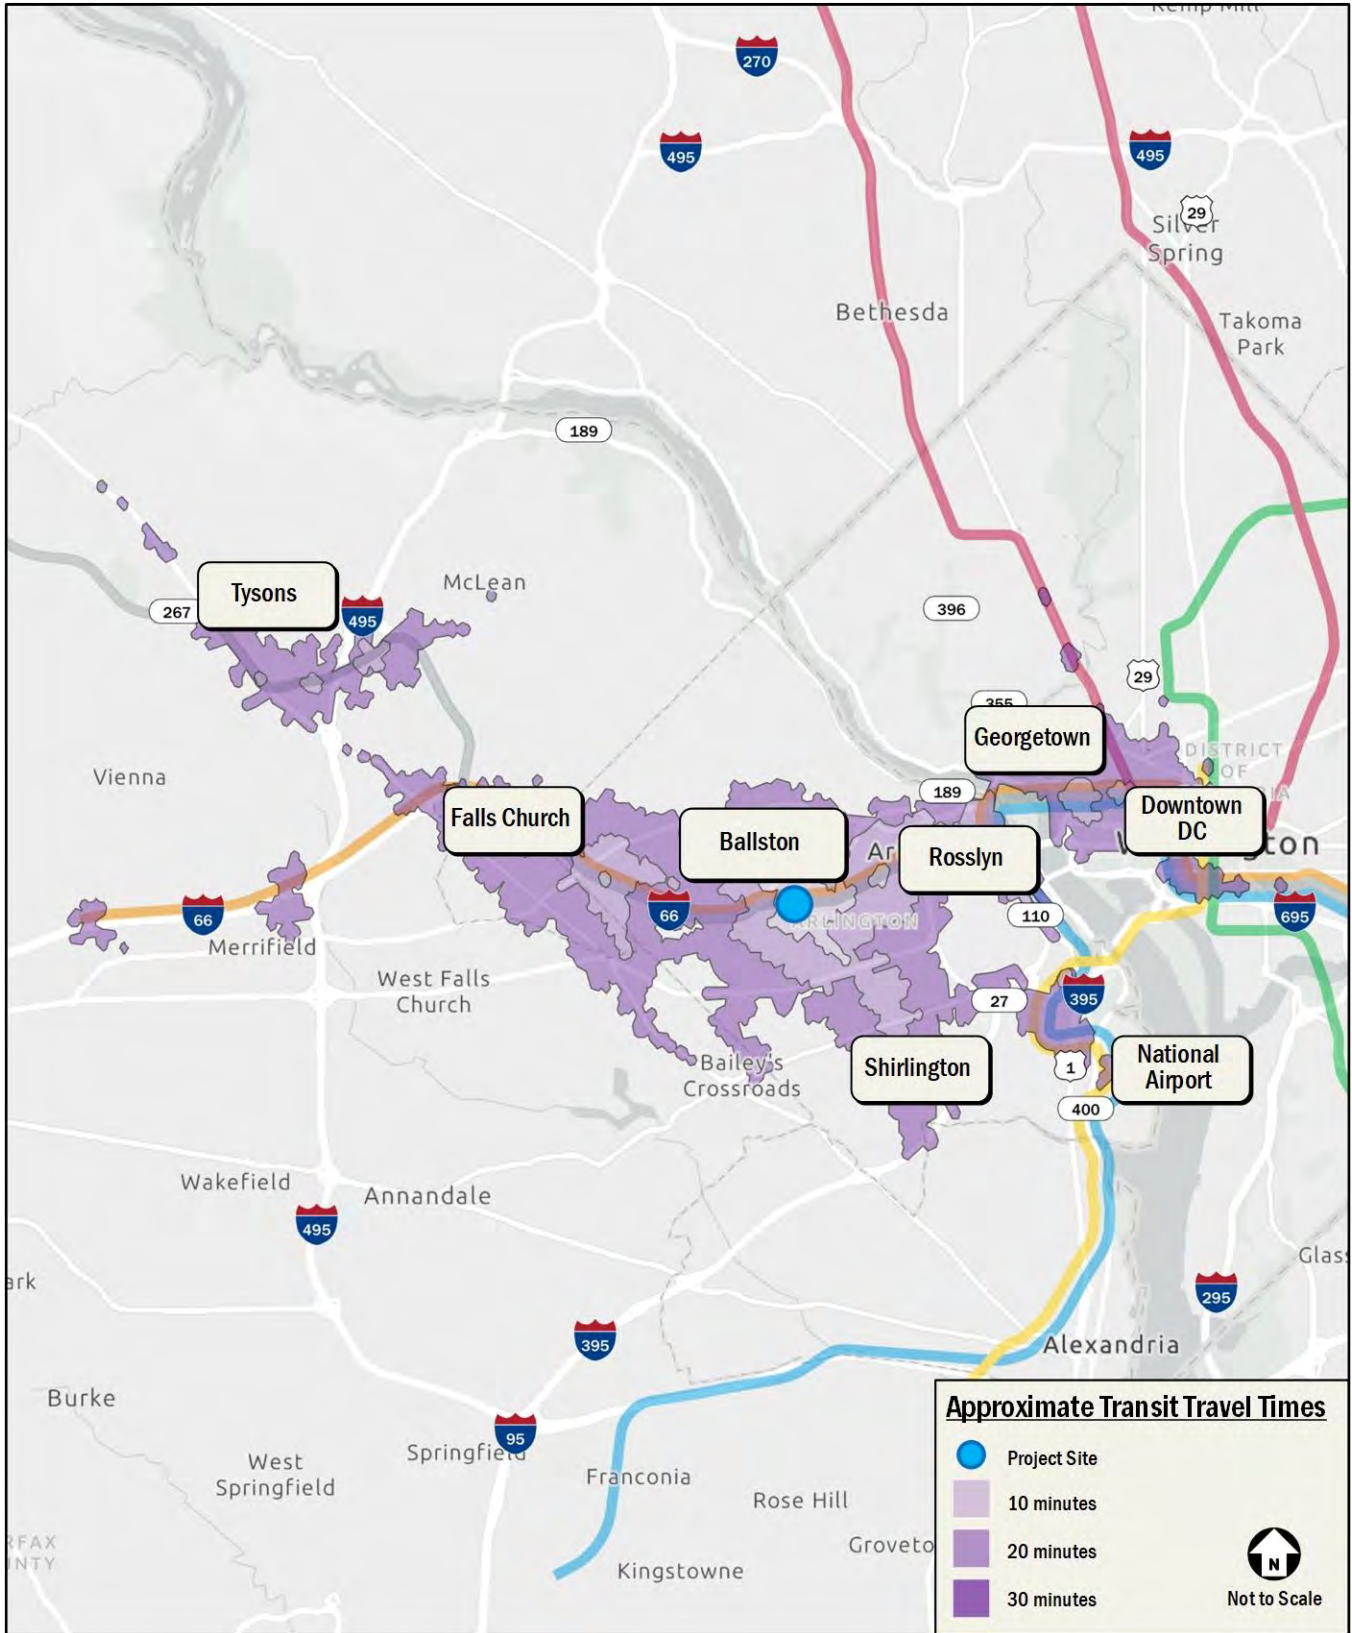 Kemp Mill
270
495
495
29
Silver
Spring
Bethesda
Takoma
Park
189
McLean
Tysons
267
495
396
29
355
Georgetown
DISTRICT
OF
Vienna
189
Falls Church
Ballston
Rosslyn
Downtown
DC
66
66
ARLINGTON
110
695
Merrifield
West Falls
Church
27
395
Bailey's
Crossroads
Shirlington
1
National
Airport
400
Wakefield
Annandale
495
295
395
Alexandria
Burke
95
Springfield
West
Springfield
Franconia
Rose Hill
Kingstowne
Approximate Transit Travel Times
Project Site
10 minutes
20 minutes
30 minutes
N
Not to Scale